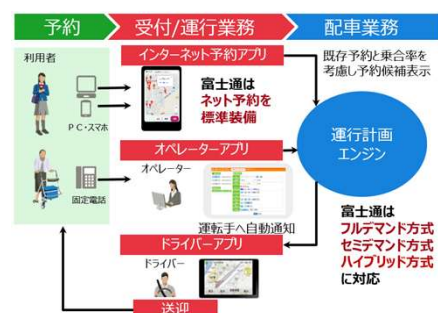 予約
受付/運行業務
配車業務
利用者
PC・スマホ
固定電話
インターネット予約アプリ
富士通は
ネット予約を
標準装備
オペレーターアプリ
オペレーター
運転手へ自動通知
ドライバーアプリ
ドライバー
送迎
既存予約と乗合率を
考慮し予約候補表示
運行計画
エンジン
富士通は
フルデマンド方式
セミデマンド方式
ハイブリッド方式
に対応